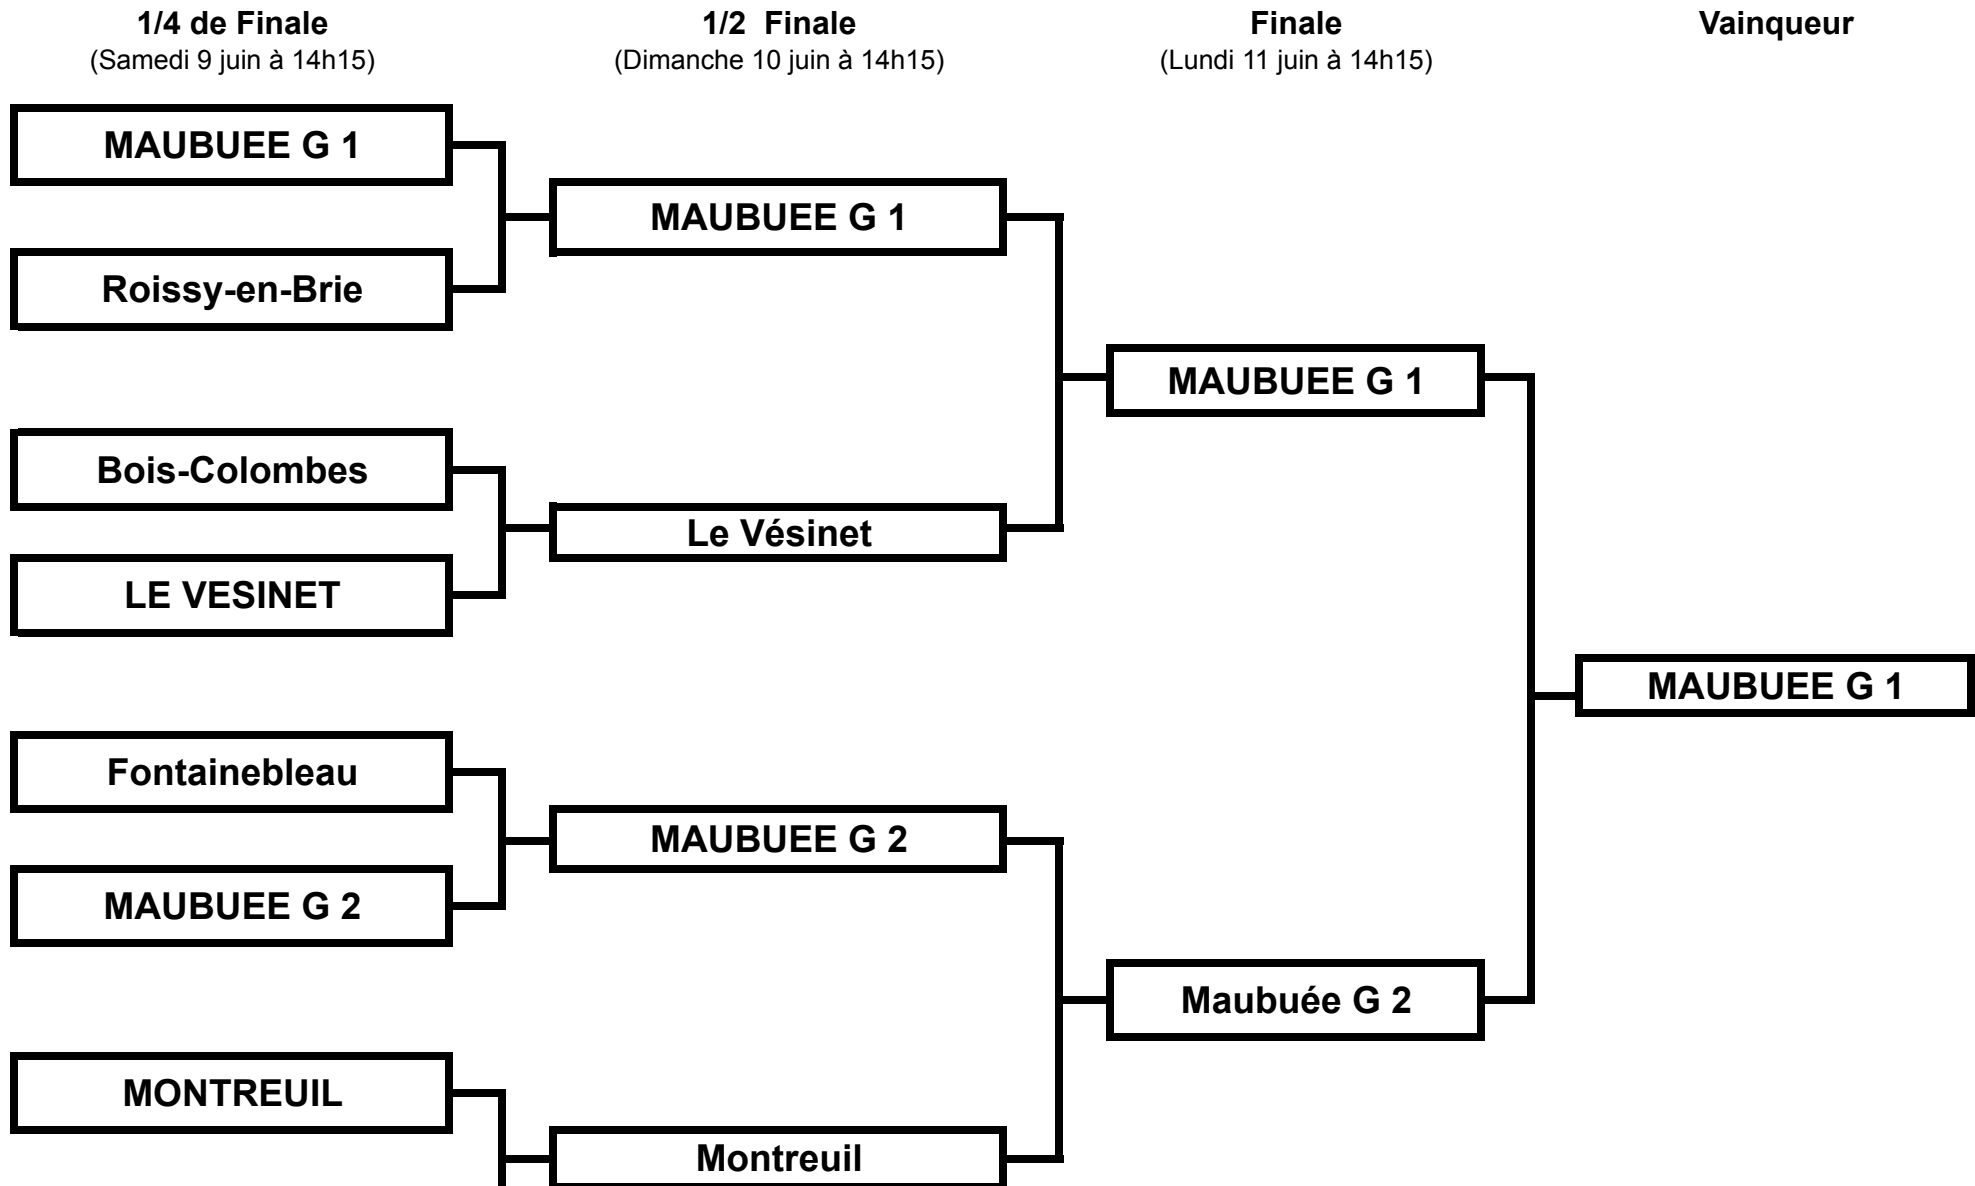 1/4 de Finale
(Samedi 9 juin à 14h15)
1/2 Finale
(Dimanche 10 juin à 14h15)
Finale
(Lundi 11 juin à 14h15)
Vainqueur
MAUBUEE G 1
Roissy-en-Brie
MAUBUEE G 1
Bois-Colombes
LE VESINET
Le Vésinet
MAUBUEE G 1
Fontainebleau
MAUBUEE G 2
MAUBUEE G 2
MONTREUIL
Montreuil
Maubuée G 2
MAUBUEE G 1